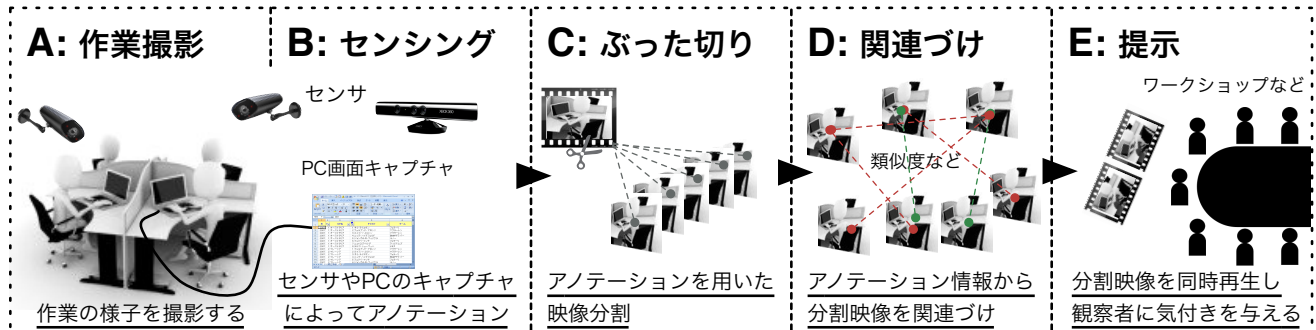 A: 作業撮影
B: センシング
C: ぶった切り
D: 関連づけ
E: 提示
センサ
PC画面キャプチャ
類似度など
ワークショップなど
作業の様子を撮影する
センサやPCのキャプチャ
によってアノテーション
アノテーションを用いた
映像分割
アノテーション情報から
分割映像を関連づけ
分割映像を同時再生し
観察者に気付きを与える